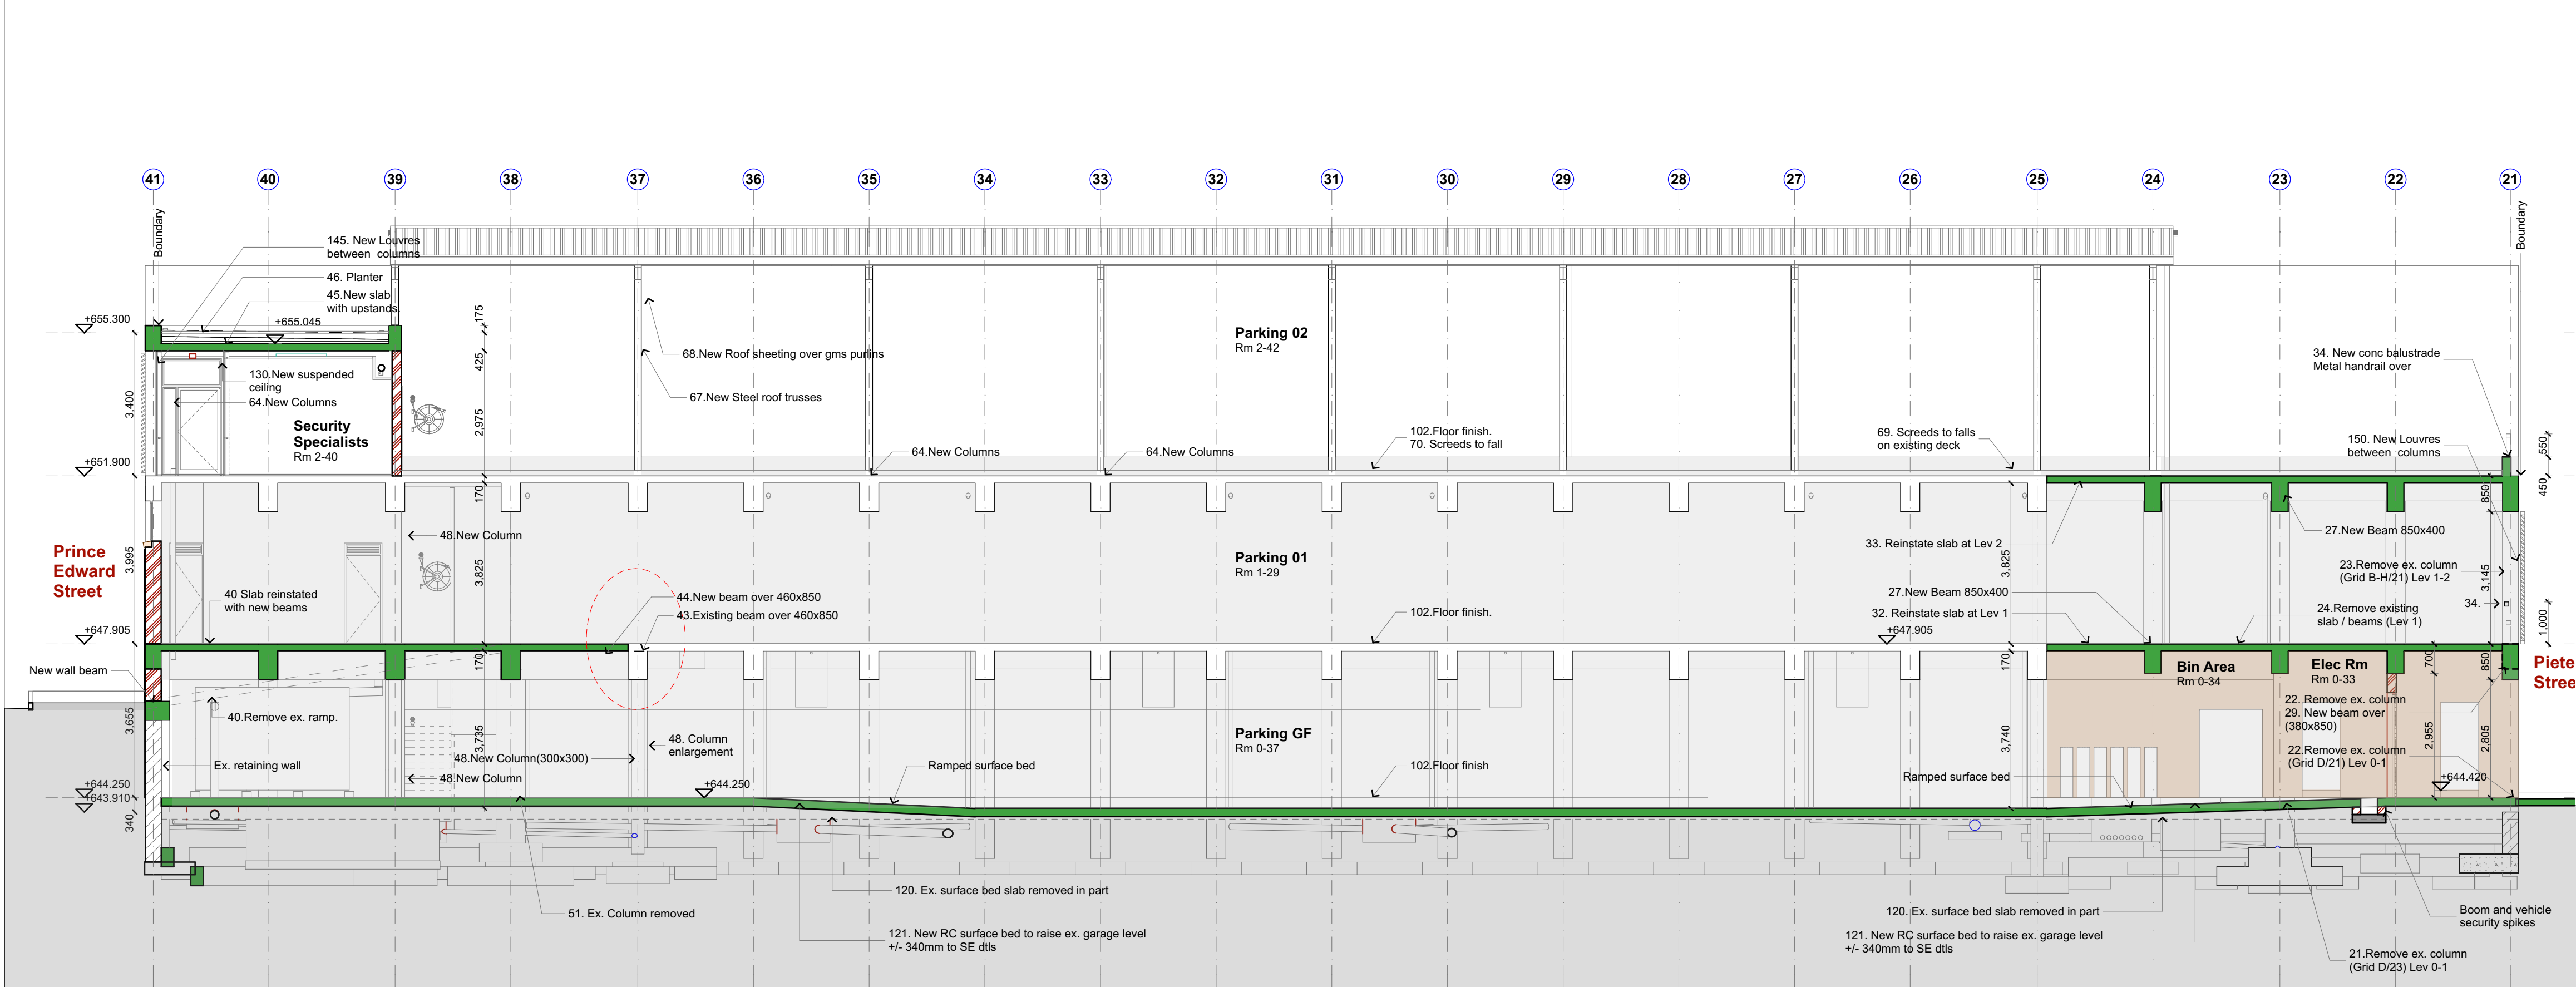 41
40
39
38
37
36
35
34
33
32
31
30
29
28
27
26
25
24
23
22
21
Boundary
Boundary
145. New Louvres
between  columns
46. Planter
45.New slab
with upstands.
+655.300
+655.045
175
425
2,975
3,400
130.New suspended
ceiling
64.New Columns
Security
Specialists
Rm 2-40
68.New Roof sheeting over gms purlins
67.New Steel roof trusses
Parking 02
Rm 2-42
64.New Columns
64.New Columns
102.Floor finish.
70. Screeds to fall
69. Screeds to falls
on existing deck
34. New conc balustrade
Metal handrail over
150. New Louvres
between  columns
550
450
+651.900
170
850
Prince
Edward
Street
3,995
48.New Column
3,825
40 Slab reinstated
with new beams
44.New beam over 460x850
43.Existing beam over 460x850
Parking 01
Rm 1-29
102.Floor finish.
33. Reinstate slab at Lev 2
3,825
27.New Beam 850x400
32. Reinstate slab at Lev 1
+647.905
27.New Beam 850x400
23.Remove ex. column
(Grid B-H/21) Lev 1-2
3,145
34.
24.Remove existing
slab / beams (Lev 1)
1,000
+647.905
New wall beam
170
170
700
850
Bin Area
Rm 0-34
Elec Rm
Rm 0-33
Piete
Stree
3,655
40.Remove ex. ramp.
Ex. retaining wall
3,735
48.New Column(300x300)
48.New Column
48. Column
enlargement
+644.250
Ramped surface bed
Parking GF
Rm 0-37
102.Floor finish
3,740
Ramped surface bed
22. Remove ex. column
29. New beam over
(380x850)
22.Remove ex. column
(Grid D/21) Lev 0-1
2,955
2,805
+644.420
+644.250
+643.910
340
51. Ex. Column removed
120. Ex. surface bed slab removed in part
121. New RC surface bed to raise ex. garage level
+/- 340mm to SE dtls
120. Ex. surface bed slab removed in part
121. New RC surface bed to raise ex. garage level
+/- 340mm to SE dtls
Boom and vehicle
security spikes
21.Remove ex. column
(Grid D/23) Lev 0-1